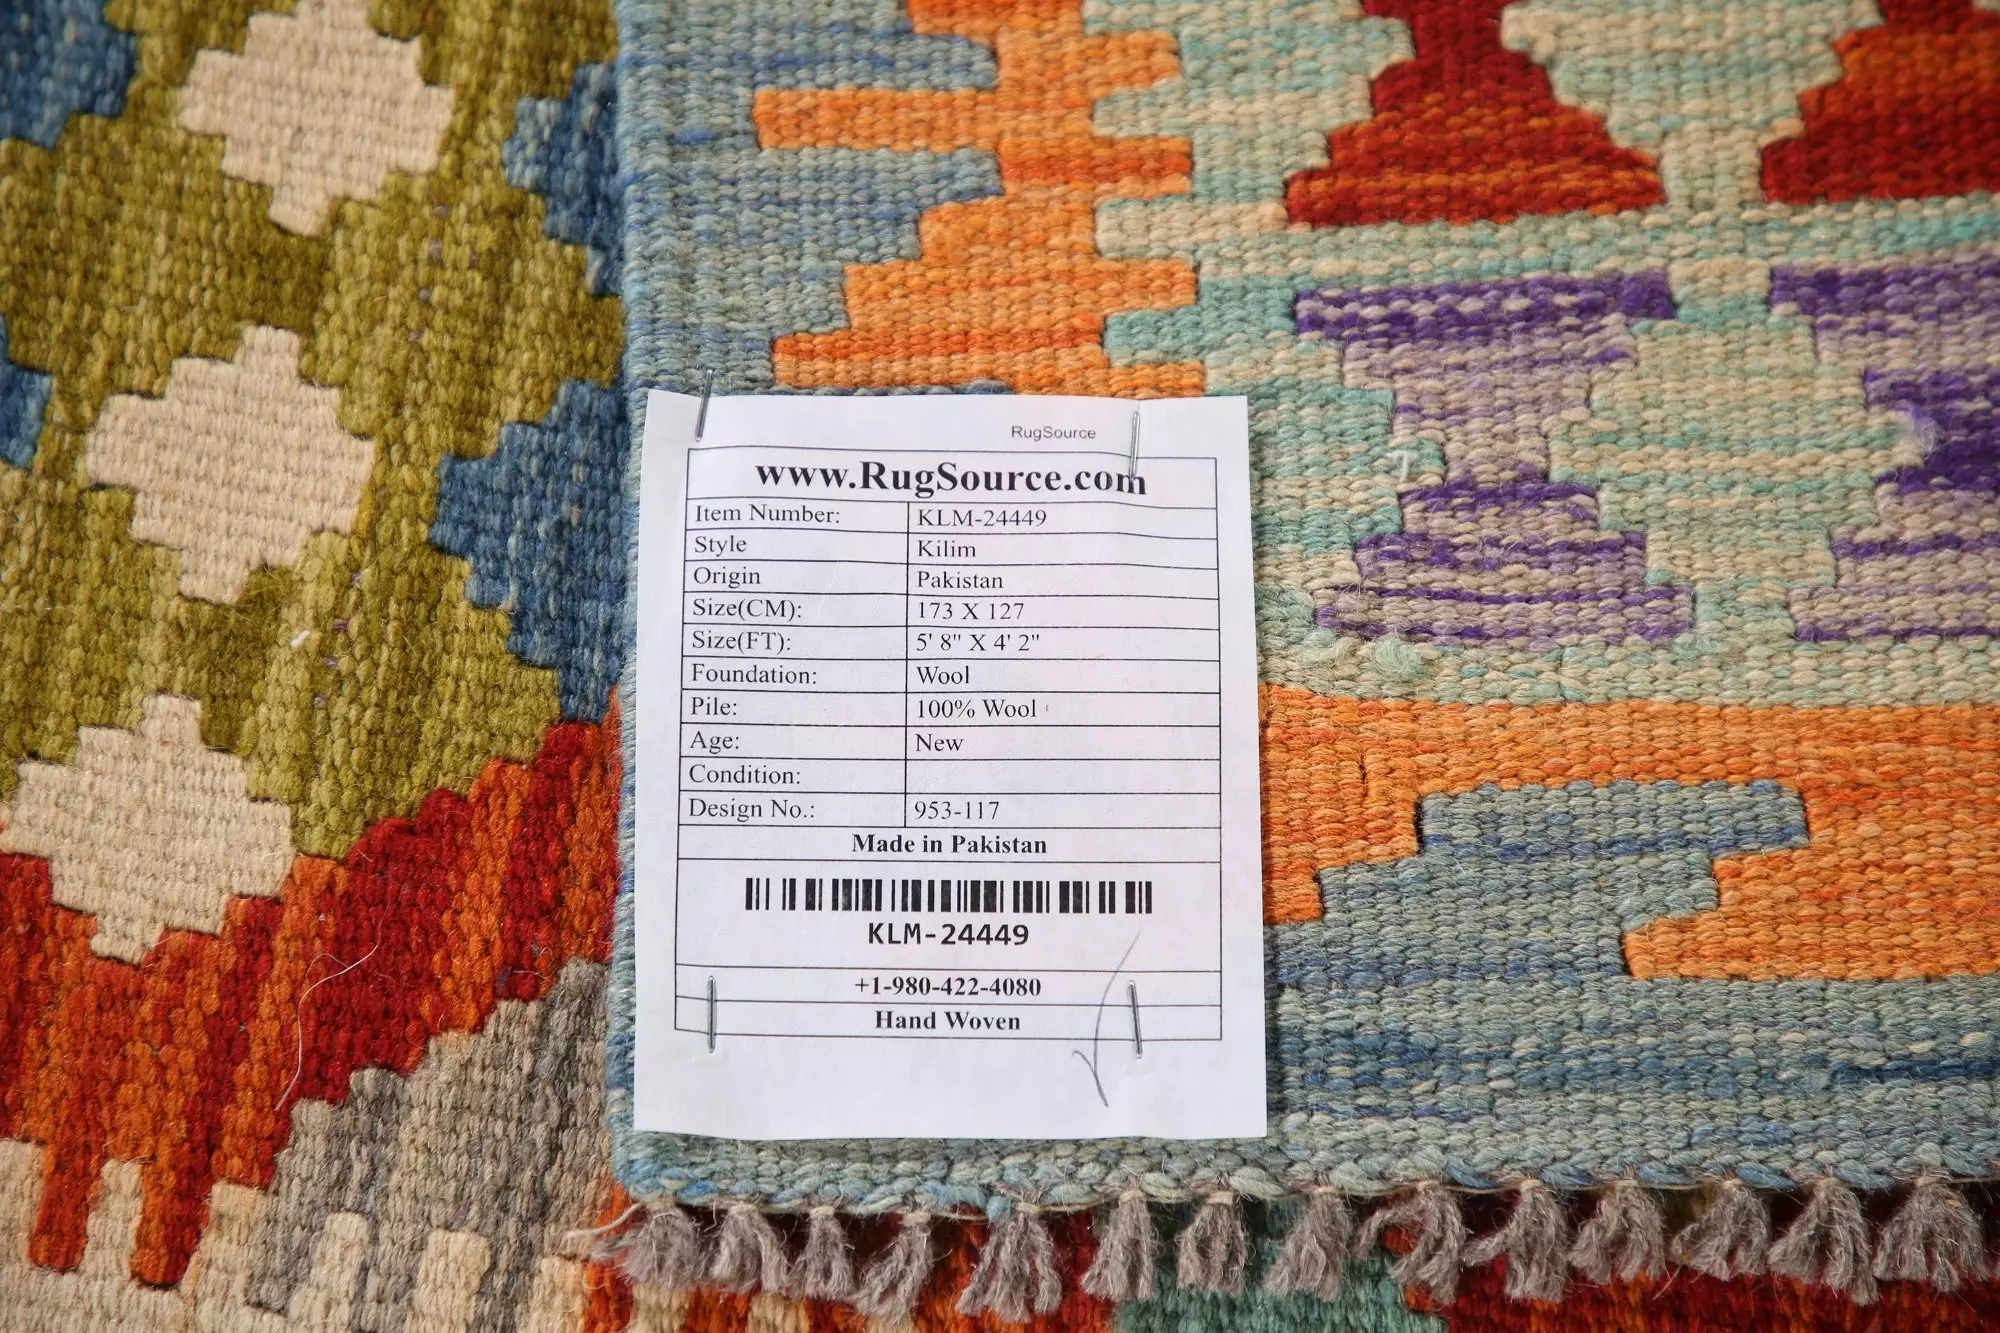 RugSource
www.RugSource.com
Item Number: KLM-24449
Style Kilim
Origin Pakistan
Size(CM): 173 X 127
Size(FT): 5' 8" X 4' 2"
Foundation: Wool
Pile: 100% Wool
Age: New
Condition:
Design No.: 953-117
Made in Pakistan
KLM-24449
+1-980-422-4080
Hand Woven